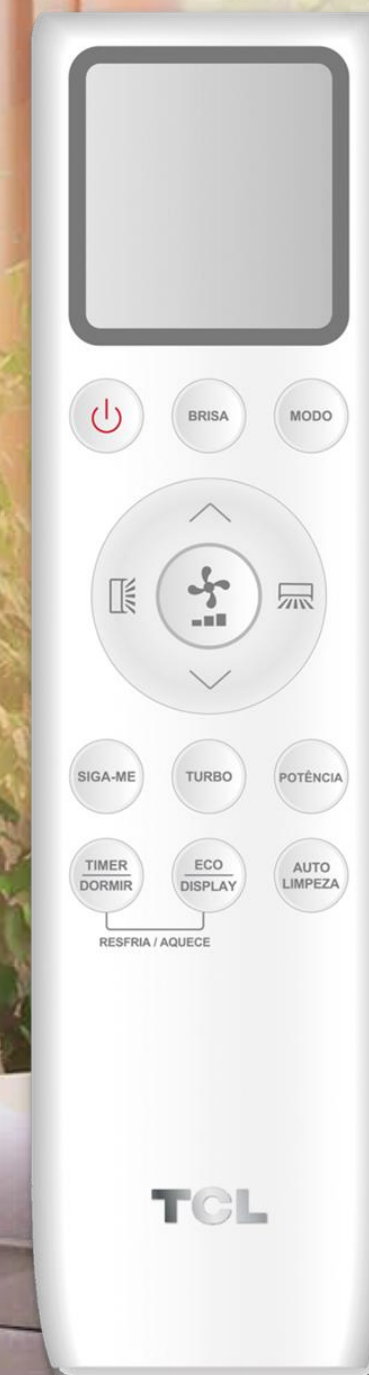 BRISA
MODO
SIGA-ME
TURBO
POTÊNCIA
TIMER
DORMIR
ECO
DISPLAY
AUTO
LIMPEZA
RESFRIA / AQUECE
TCL